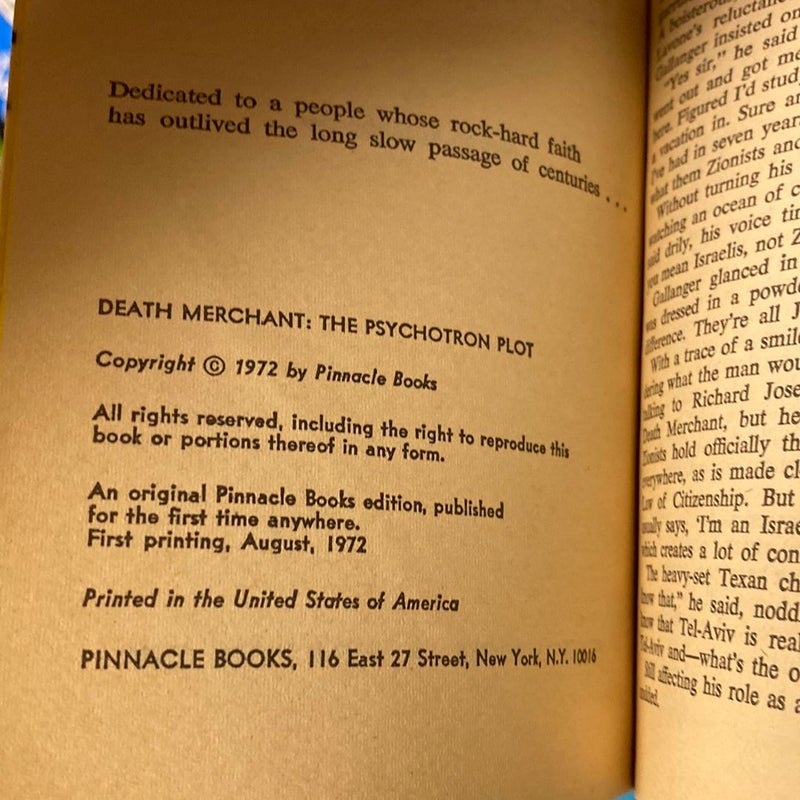 Dedicated to a people whose rock-hard faith
has outlived the long slow passage of centuries . . .
DEATH MERCHANT: THE PSYCHOTRON PLOT
Copyright © 1972 by Pinnacle Books
All rights reserved, including the right to reproduce this
book or portions thereof in any form.
An original Pinnacle Books edition, published
for the first time anywhere.
First printing, August, 1972
Printed in the United States of America
PINNACLE BOOKS, 116 East 27 Street, New York, N.Y. 10016
A boisterous
reluctance
Gallanger insisted on
"Yes sir," he said
went out and got me
here. Figured I'd stud
a vacation in. Sure an
I've had in seven year
what them Zionists and
Without turning his
watching an ocean of c
said drily, his voice tin
you mean Israelis, not Z
Gallanger glanced in
was dressed in a powde
difference. They're all J
With a trace of a smile
what the man wou
talking to Richard Jose
Death Merchant, but he
Zionists hold officially th
everywhere, as is made cl
Law of Citizenship. But
usually says, 'I'm an Israe
which creates a lot of con
The heavy-set Texan ch
know that," he said, nodd
know that Tel-Aviv is real
Tel-Aviv and—what's the o
Still affecting his role as a